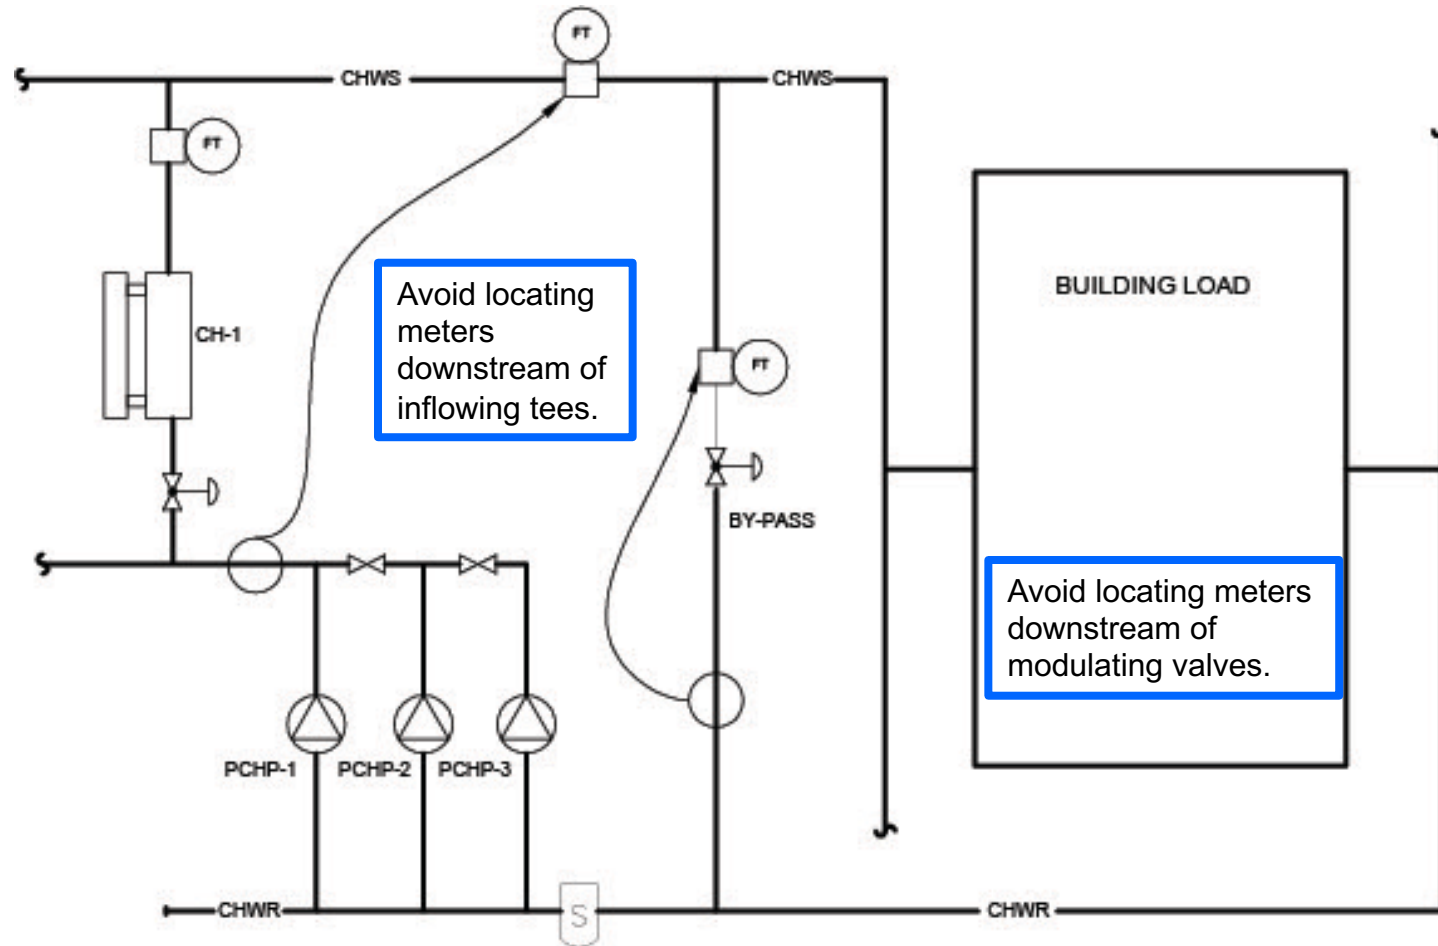 FT
CHWS
CHWS
FT
Avoid locating
meters
downstream of
inflowing tees.
BUILDING LOAD
CH-1
FT
BY-PASS
Avoid locating meters
downstream of
modulating valves.
PCHP-1
PCHP-2
PCHP-3
S
CHWR
CHWR